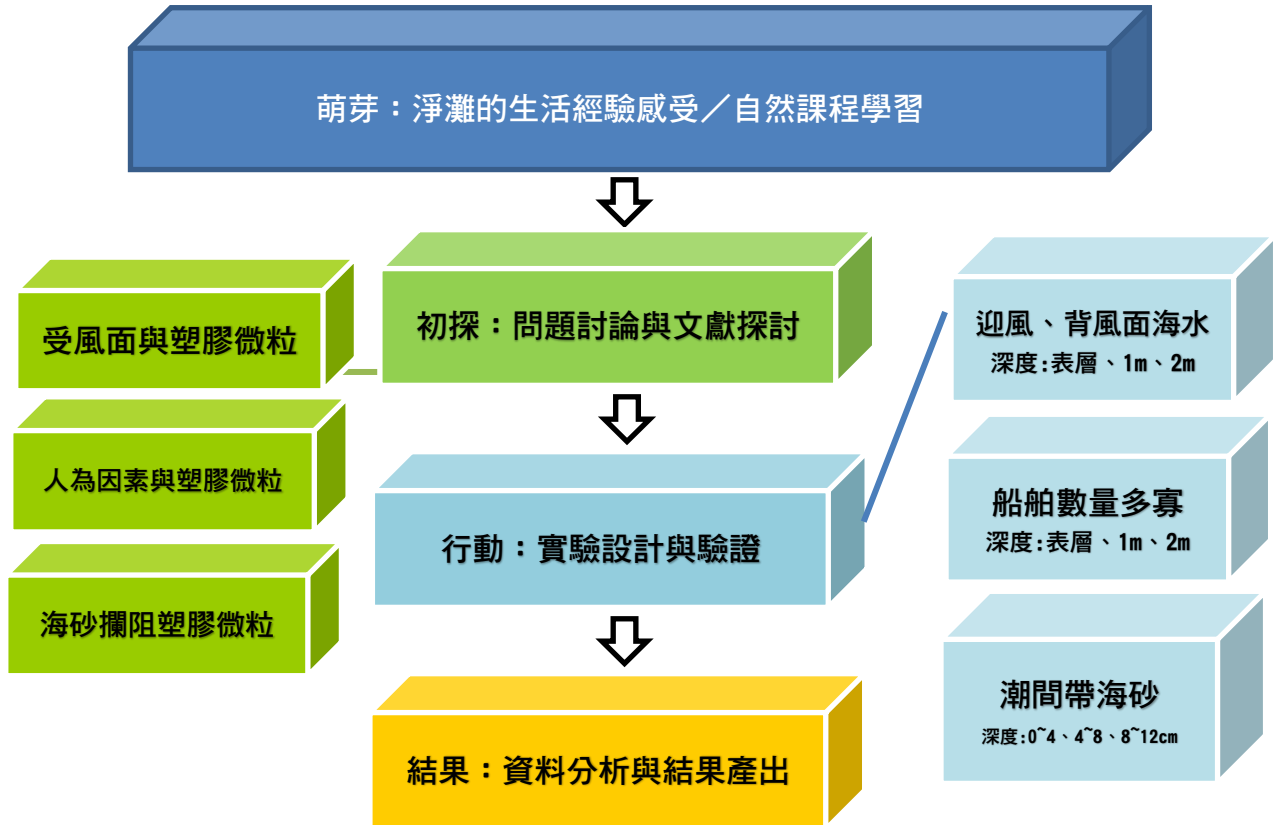 萌芽：淨灘的生活經驗感受／自然課程學習
初探：問題討論與文獻探討
受風面與塑膠微粒
人為因素與塑膠微粒
海砂攔阻塑膠微粒
行動：實驗設計與驗證
迎風、背風面海水
深度:表層、1m、2m
船舶數量多寡
深度:表層、1m、2m
潮間帶海砂
深度:0~4、4~8、8~12cm
結果：資料分析與結果產出